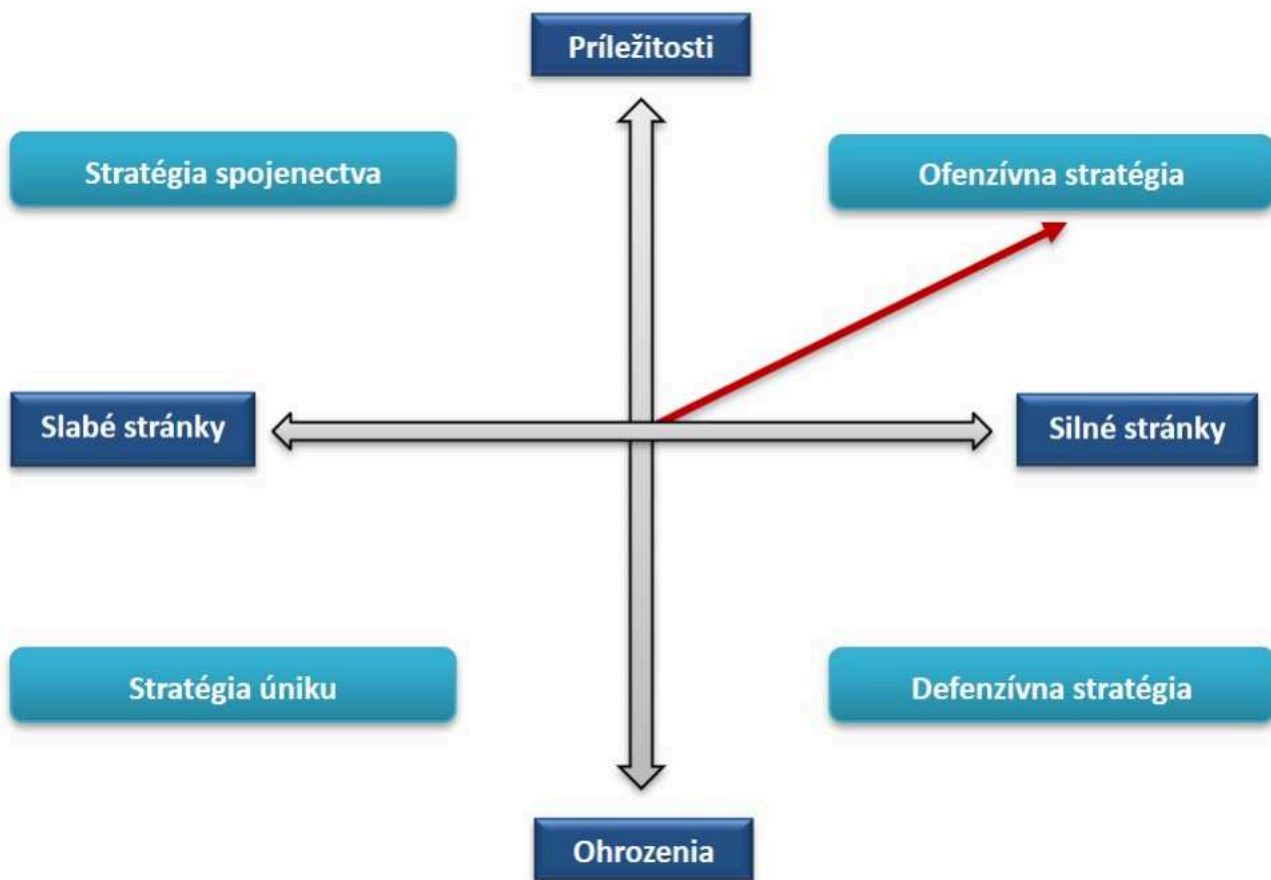 Príležitosti
Stratégia spojenectva
Ofenzívna stratégia
Slabé stránky
Silné stránky
Stratégia úniku
Defenzívna stratégia
Ohrozenia